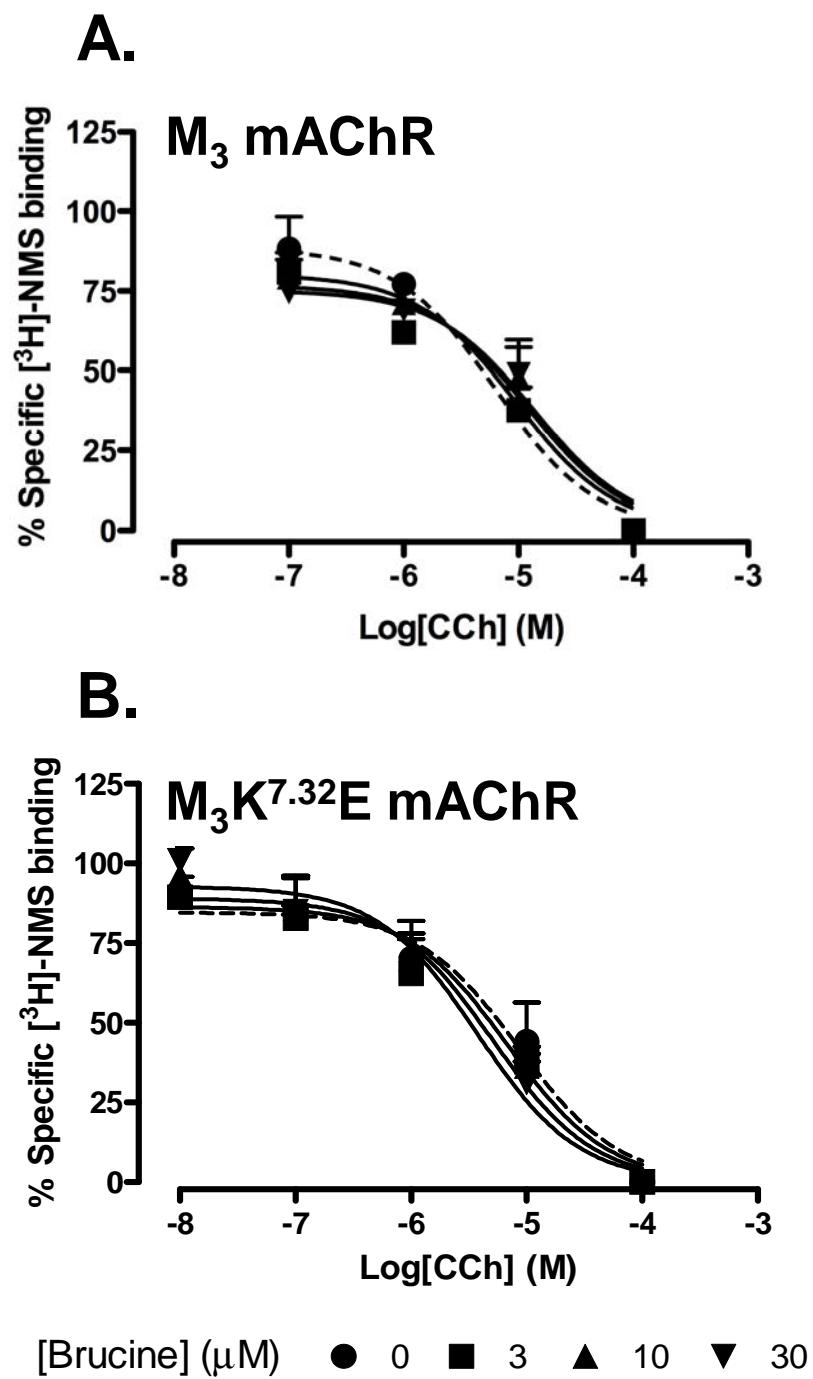 A.
M₃ mAChR
% Specific [³H]-NMS binding
125
100
75
50
25
0
-8 -7 -6 -5 -4 -3
Log[CCh] (M)
B.
M₃K⁷·³²E mAChR
% Specific [³H]-NMS binding
125
100
75
50
25
0
-8 -7 -6 -5 -4 -3
Log[CCh] (M)
[Brucine] (μM) ● 0 ■ 3 ▲ 10 ▼ 30